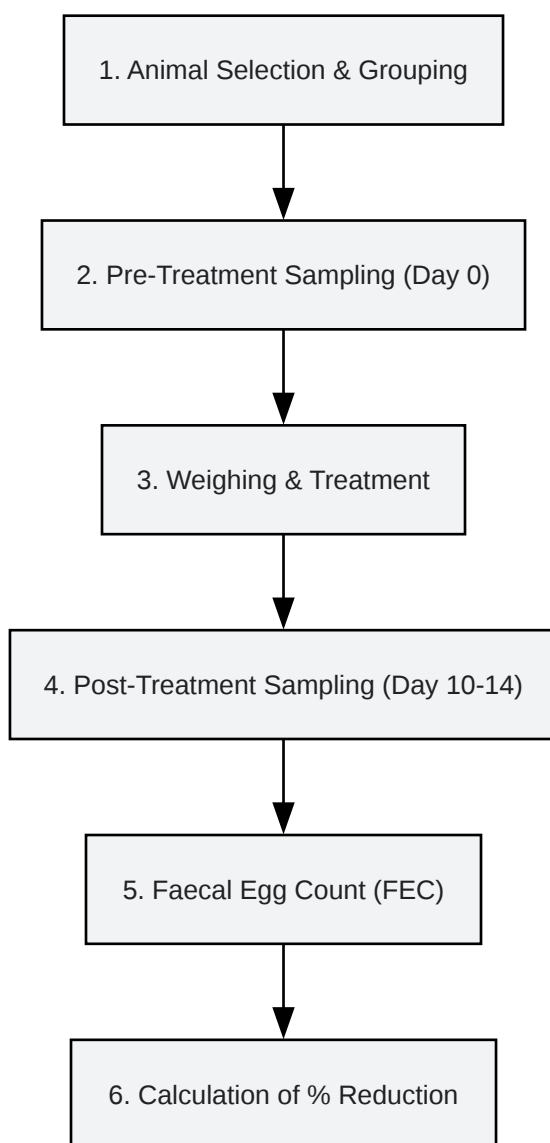 1. Animal Selection & Grouping
2. Pre-Treatment Sampling (Day 0)
3. Weighing & Treatment
4. Post-Treatment Sampling (Day 10-14)
5. Faecal Egg Count (FEC)
6. Calculation of % Reduction